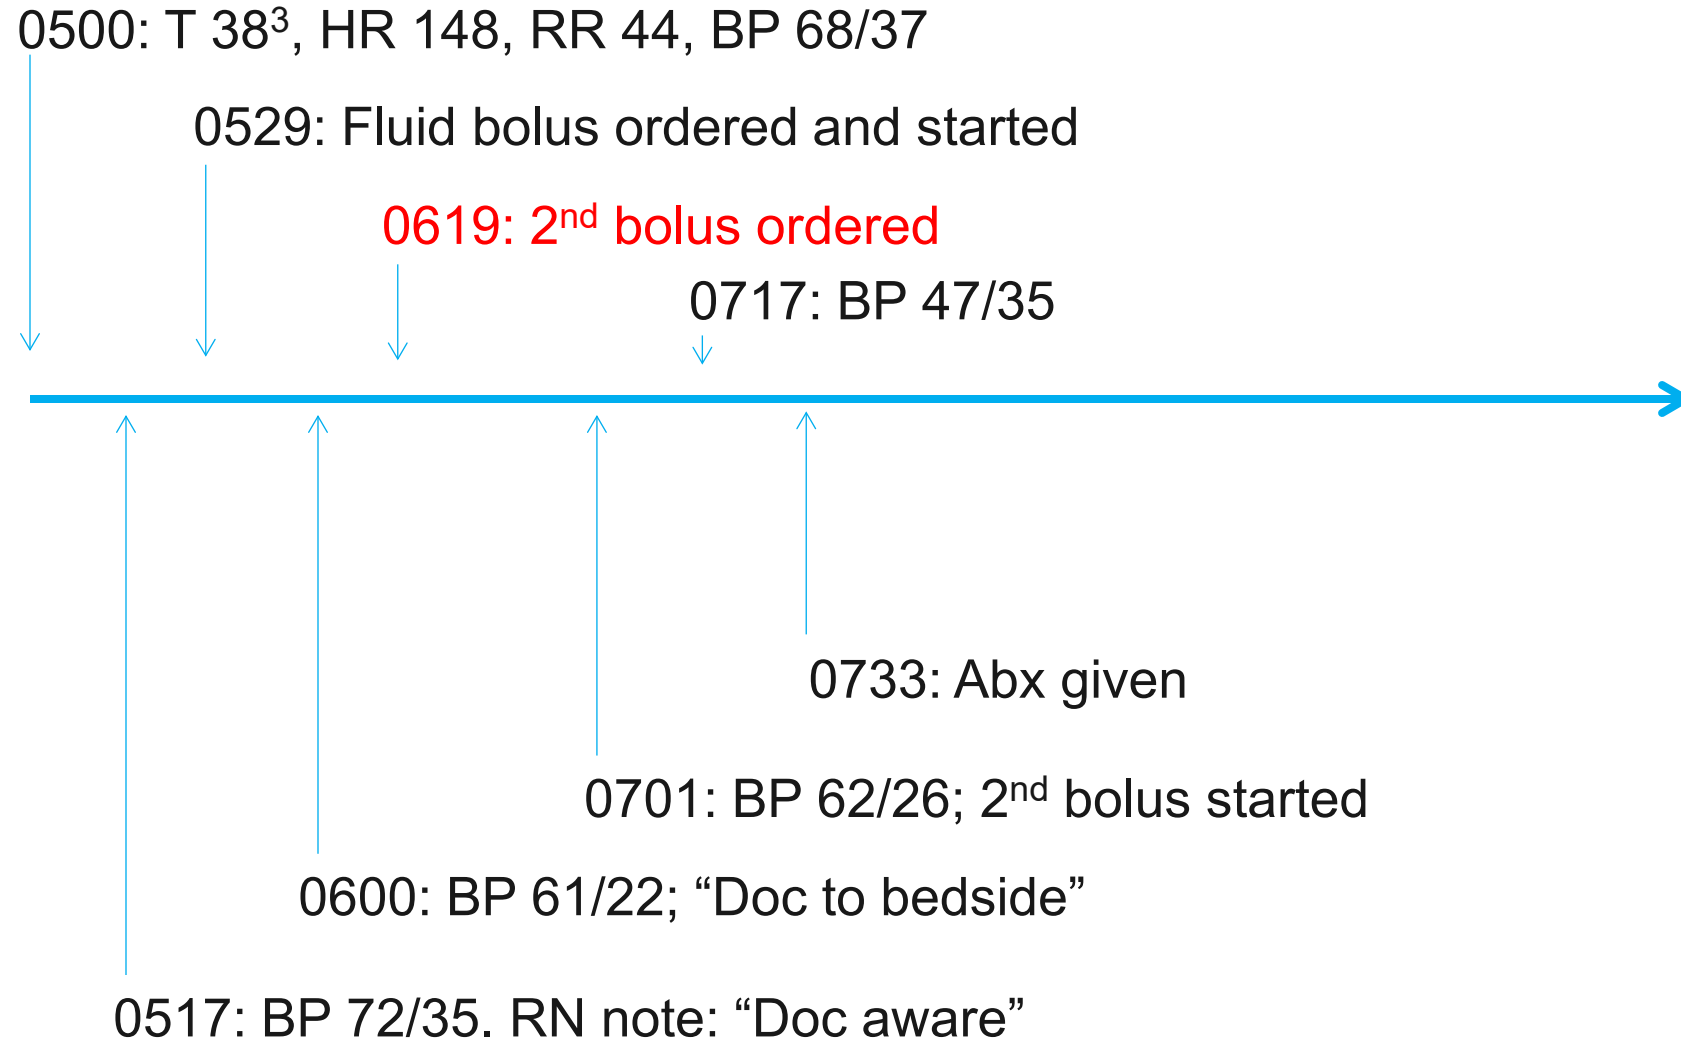 0500: T 38³, HR 148, RR 44, BP 68/37
0529: Fluid bolus ordered and started
0619: 2nd bolus ordered
0717: BP 47/35
0733: Abx given
0701: BP 62/26; 2nd bolus started
0600: BP 61/22; “Doc to bedside”
0517: BP 72/35. RN note: “Doc aware”